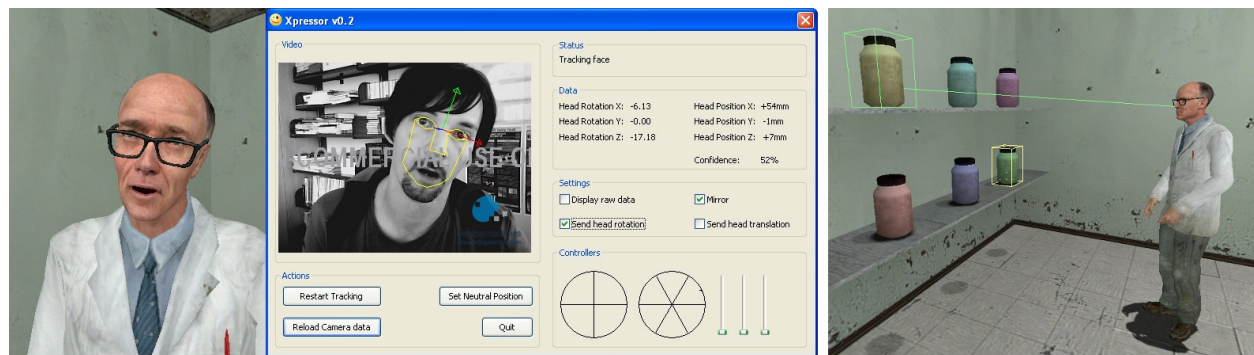 Xpressor v0.2
Video
COMMERCIAL USE
Status
Tracking face
Data
Head Rotation X: -6.13 Head Position X: +54mm
Head Rotation Y: -0.00 Head Position Y: -1mm
Head Rotation Z: -17.18 Head Position Z: +7mm
Confidence: 52%
Settings
Display raw data Mirror
Send head rotation Send head translation
Actions
Restart Tracking Set Neutral Position
Reload Camera data Quit
Controllers